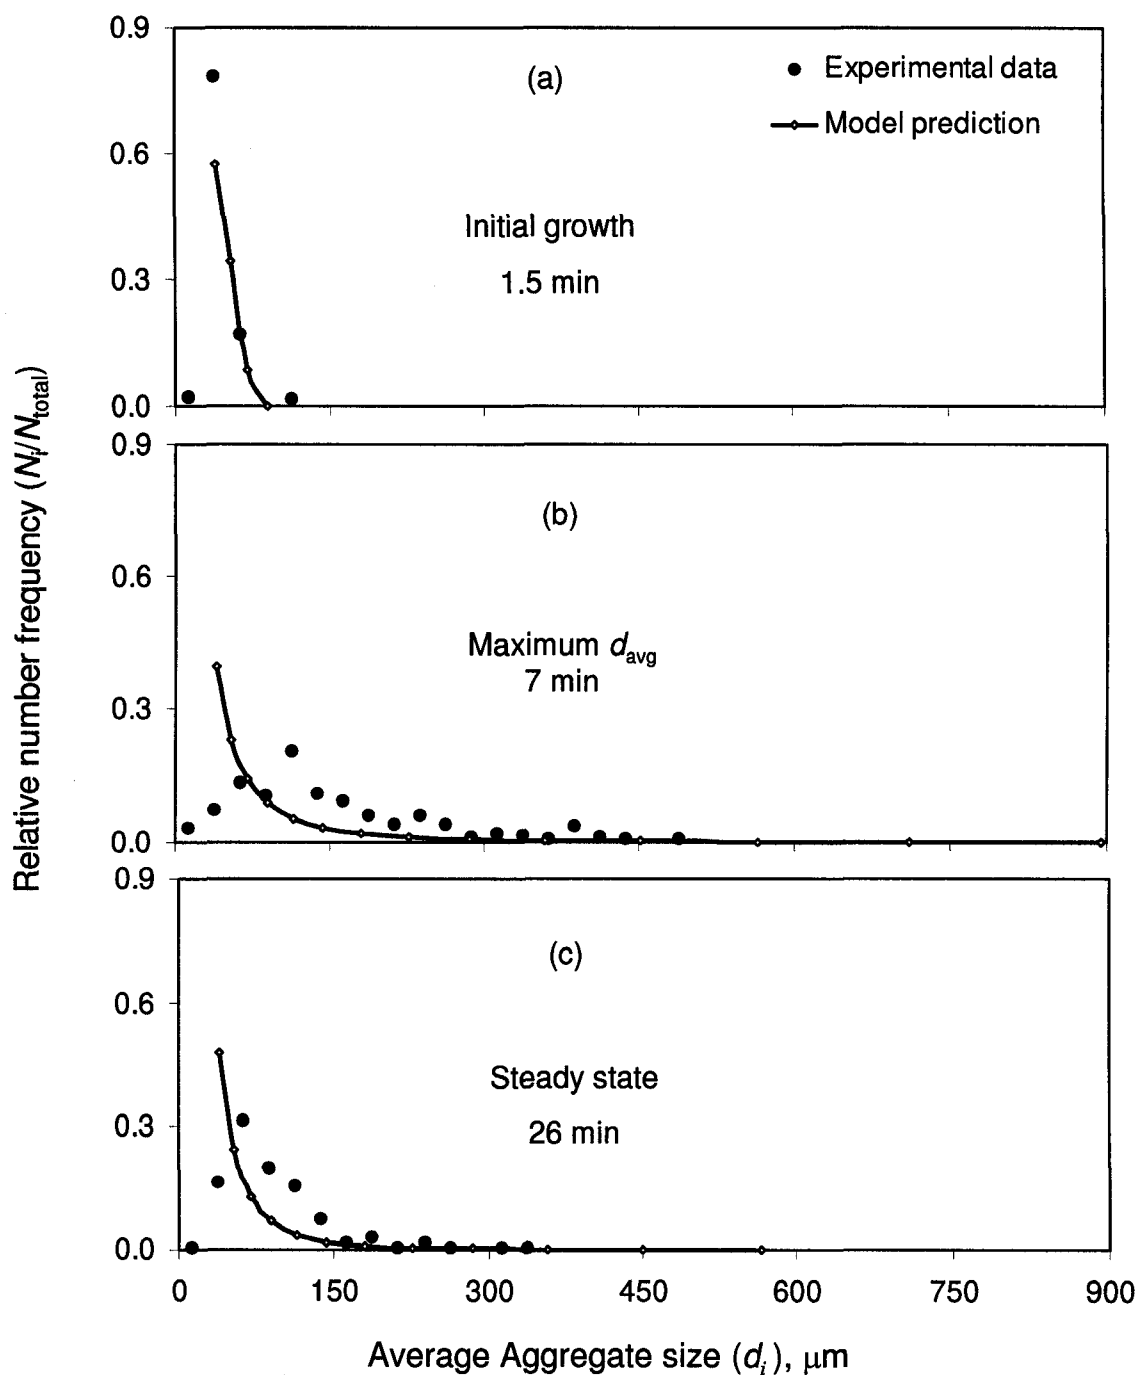 0.9
(a)
Experimental data
Model prediction
0.6
Initial growth
0.3
1.5 min
0.0
Relative number frequency (Ni/Ntotal)
0.9
(b)
0.6
Maximum davg
7 min
0.3
0.0
0.9
(c)
0.6
Steady state
0.3
26 min
0.0
0 150 300 450 600 750 900
Average Aggregate size (di), μm